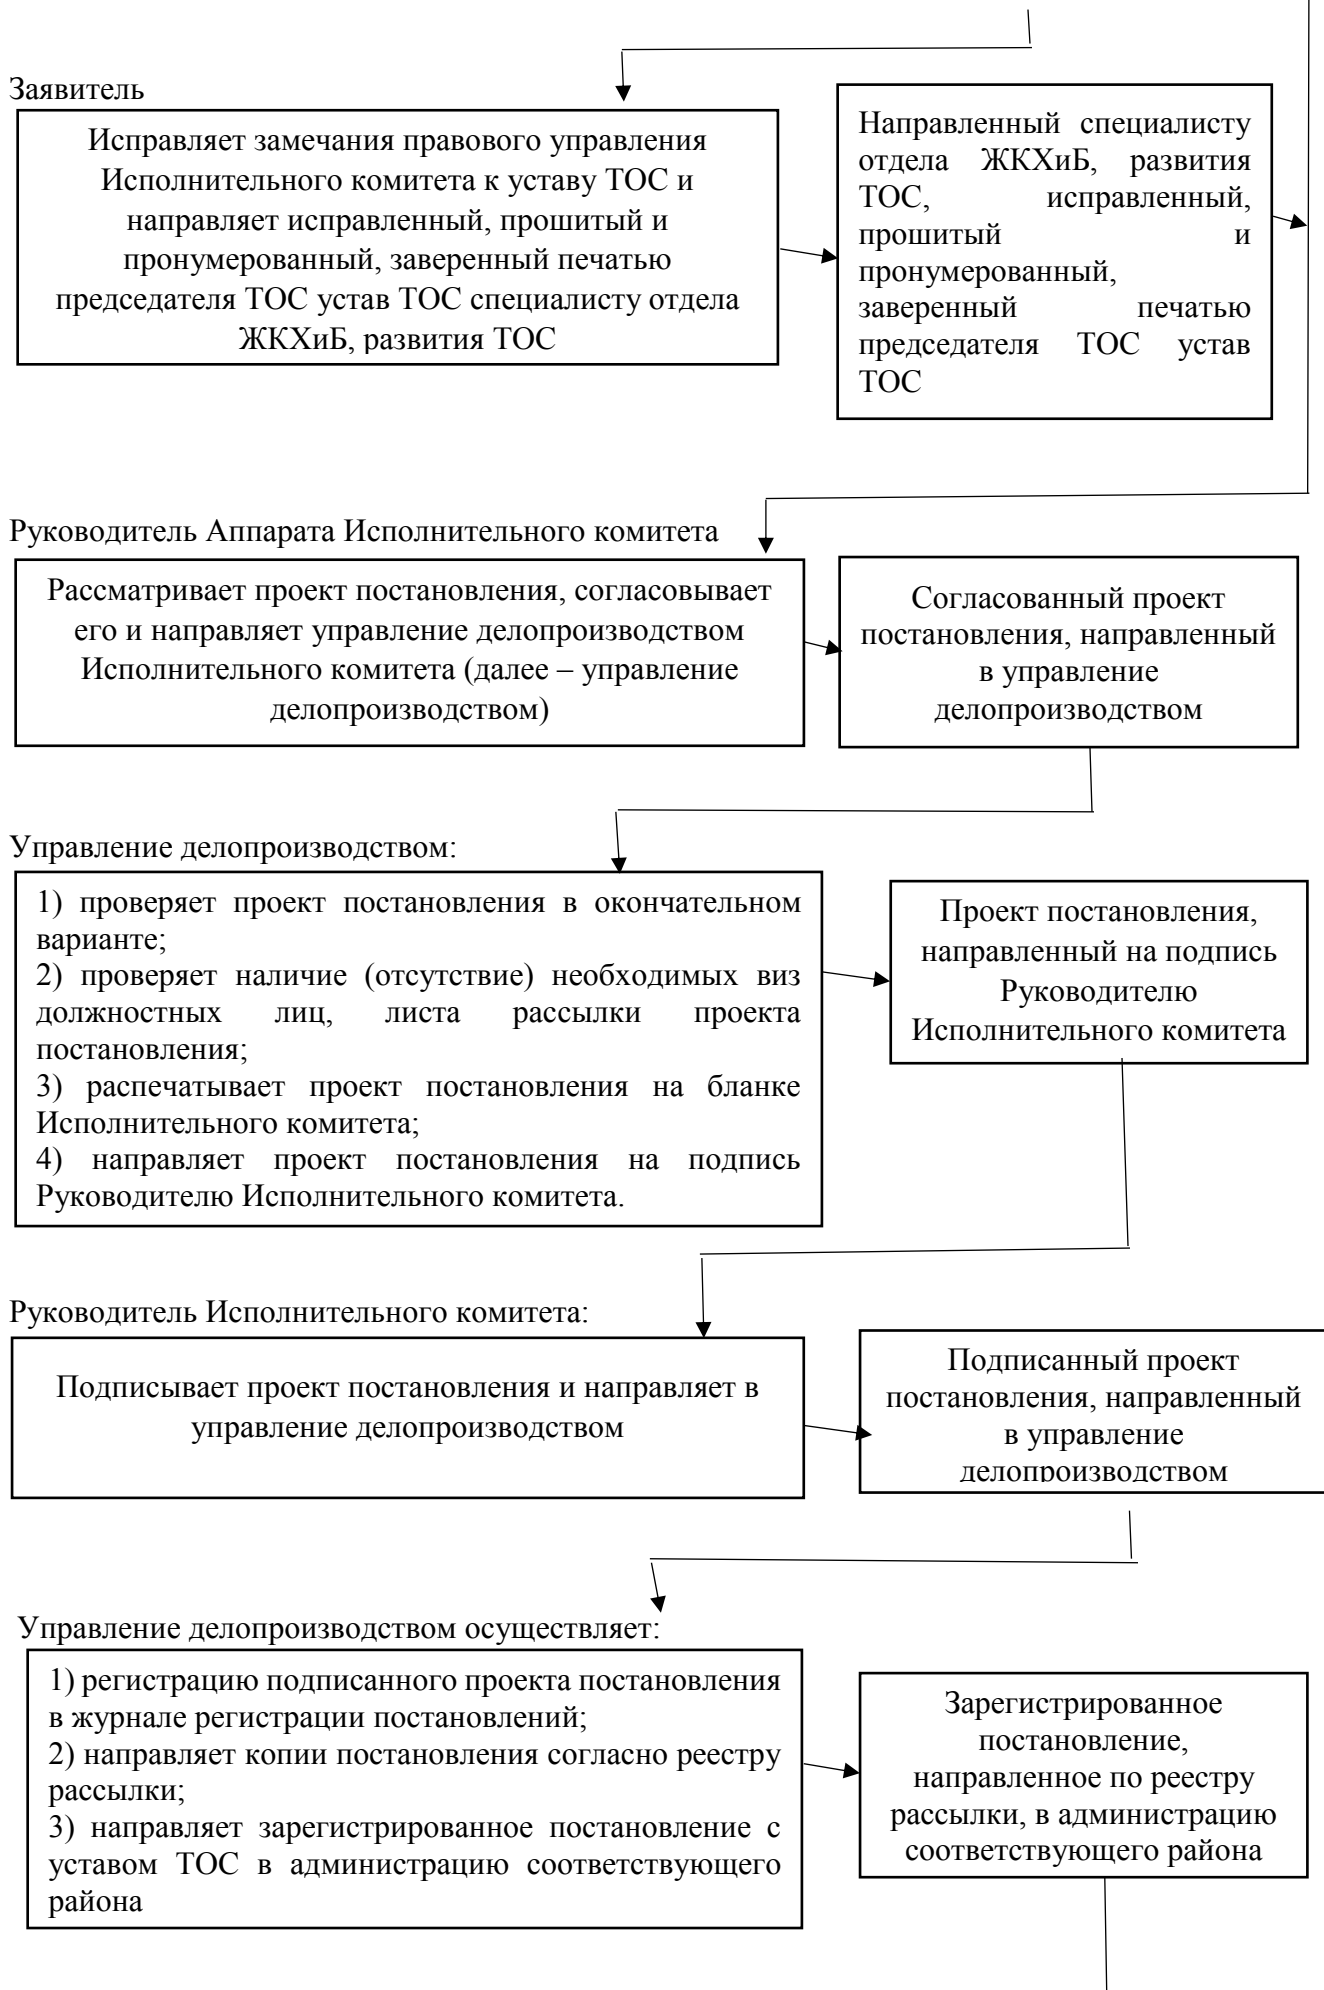 Заявитель
Исправляет замечания правового управления
Исполнительного комитета к уставу ТОС и
направляет исправленный, прошитый и
пронумерованный, заверенный печатью
председателя ТОС устав ТОС специалисту отдела
ЖКХиБ, развития ТОС
Направленный специалисту
отдела ЖКХиБ, развития
ТОС, исправленный,
прошитый и
пронумерованный,
заверенный печатью
председателя ТОС устав
ТОС
Руководитель Аппарата Исполнительного комитета
Рассматривает проект постановления, согласовывает
его и направляет управление делопроизводством
Исполнительного комитета (далее – управление
делопроизводством)
Согласованный проект
постановления, направленный
в управление
делопроизводством
Управление делопроизводством:
1) проверяет проект постановления в окончательном
варианте;
2) проверяет наличие (отсутствие) необходимых виз
должностных лиц, листа рассылки проекта
постановления;
3) распечатывает проект постановления на бланке
Исполнительного комитета;
4) направляет проект постановления на подпись
Руководителю Исполнительного комитета.
Проект постановления,
направленный на подпись
Руководителю
Исполнительного комитета
Руководитель Исполнительного комитета:
Подписывает проект постановления и направляет в
управление делопроизводством
Подписанный проект
постановления, направленный
в управление
делопроизводством
Управление делопроизводством осуществляет:
1) регистрацию подписанного проекта постановления
в журнале регистрации постановлений;
2) направляет копии постановления согласно реестру
рассылки;
3) направляет зарегистрированное постановление с
уставом ТОС в администрацию соответствующего
района
Зарегистрированное
постановление,
направленное по реестру
рассылки, в администрацию
соответствующего района